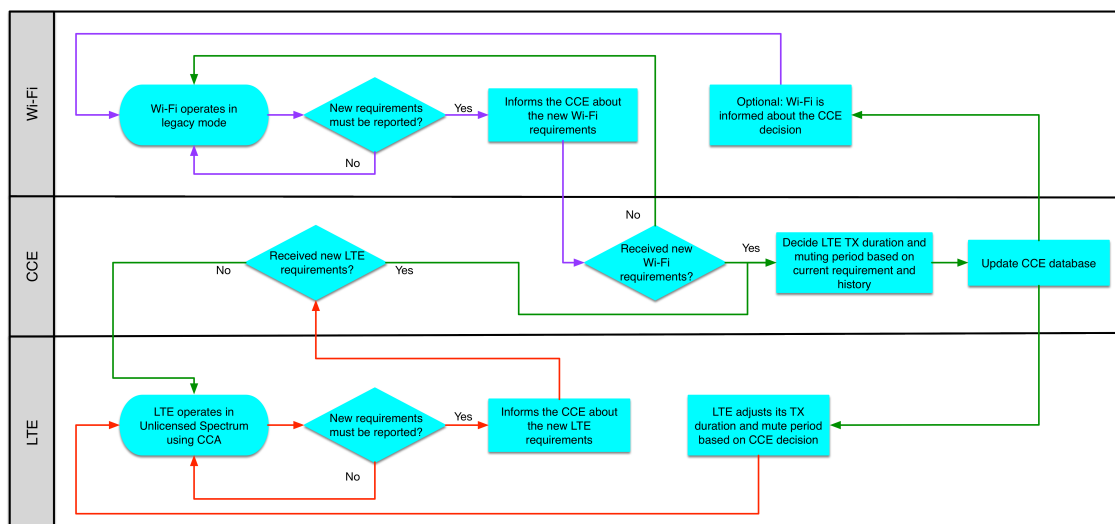 Wi-Fi
Wi-Fi operates in
legacy mode
New requirements
must be reported?
Yes
No
Informs the CCE about
the new Wi-Fi
requirements
Optional: Wi-Fi is
informed about the CCE
decision
CCE
No
Received new LTE
requirements?
Yes
No
Received new
Wi-Fi
requirements?
Yes
Decide LTE TX duration and
muting period based on
current requirement and
history
Update CCE database
LTE
LTE operates in
Unlicensed Spectrum
using CCA
New requirements
must be reported?
Yes
No
Informs the CCE about
the new LTE
requirements
LTE adjusts its TX
duration and mute period
based on CCE decision